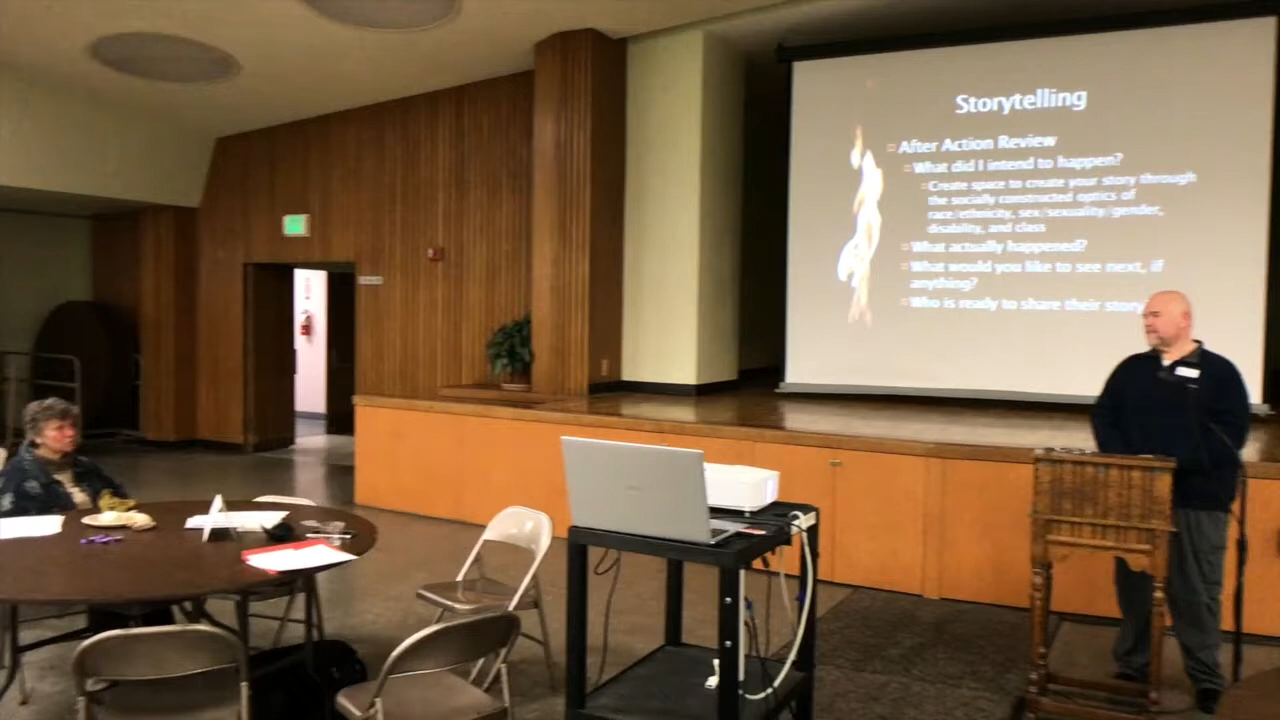 Storytelling
After Action Review
What did I intend to happen?
Create space to create your story through
the socially constructed optics of
race/ethnicity, sex/sexuality/gender,
disability, and class
What actually happened?
What would you like to see next, if
anything?
Who is ready to share their story